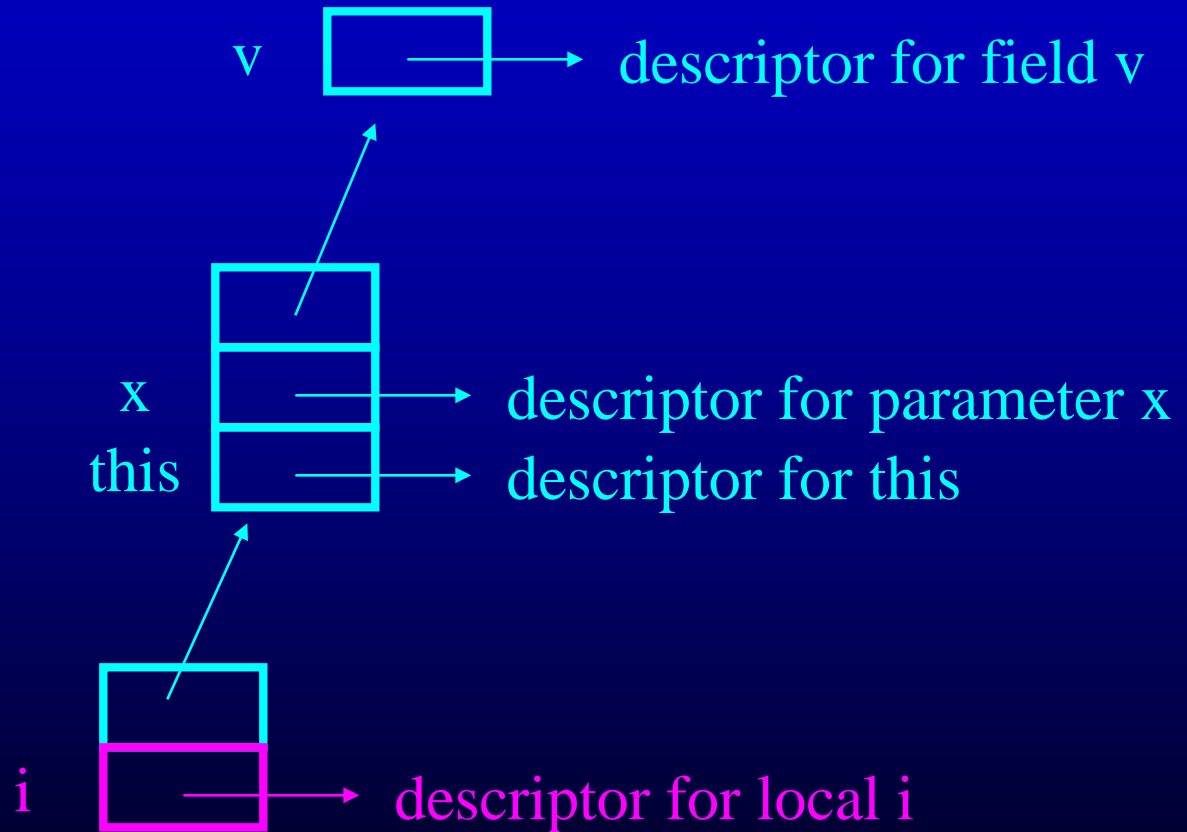 v descriptor for field v
x descriptor for parameter x
this descriptor for this
i descriptor for local i